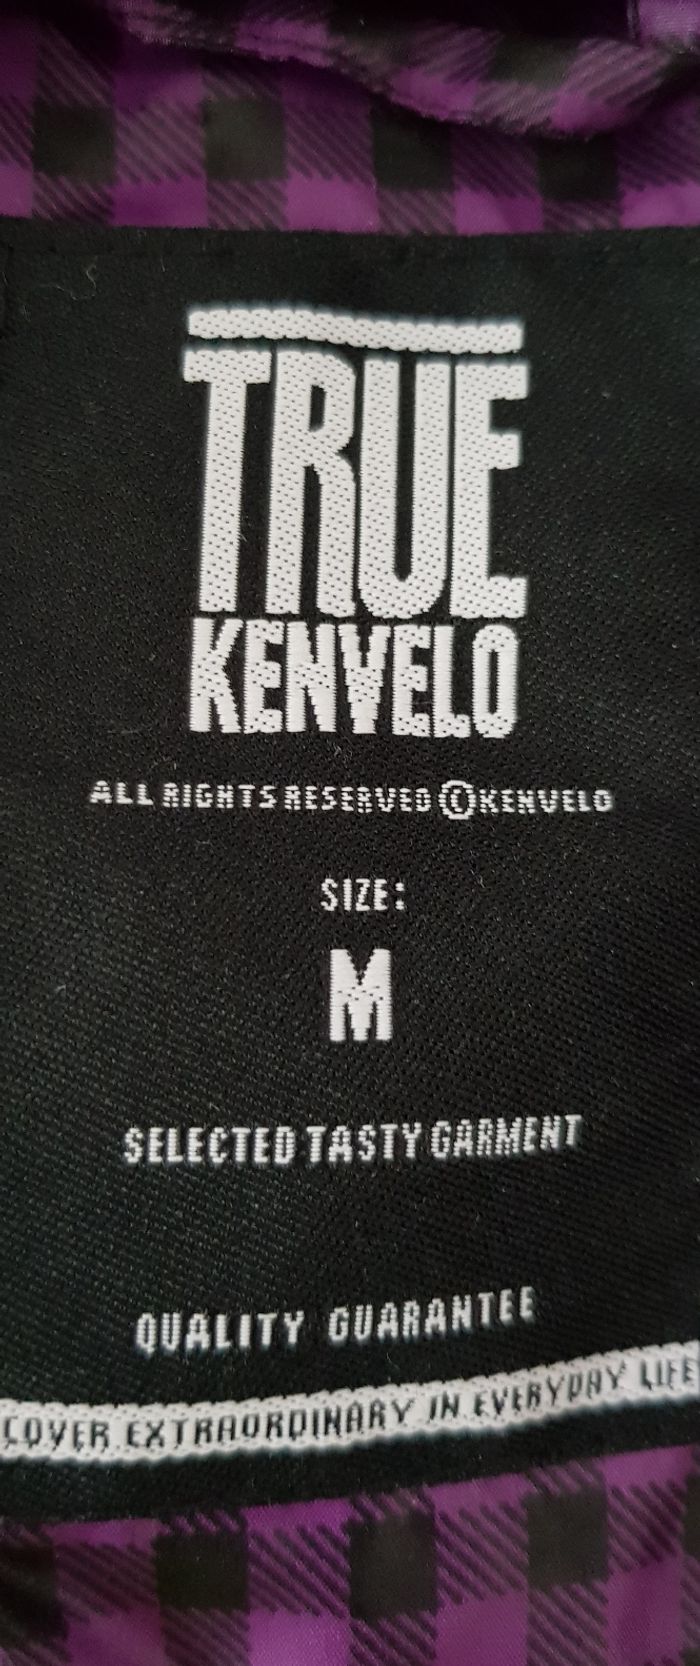 TRUE
KENVELO
ALL RIGHTS RESERVED ©KENVELO
SIZE:
M
SELECTED TASTY GARMENT
QUALITY GUARANTEE
COVER EXTRAORDINARY IN EVERYDAY LIFE